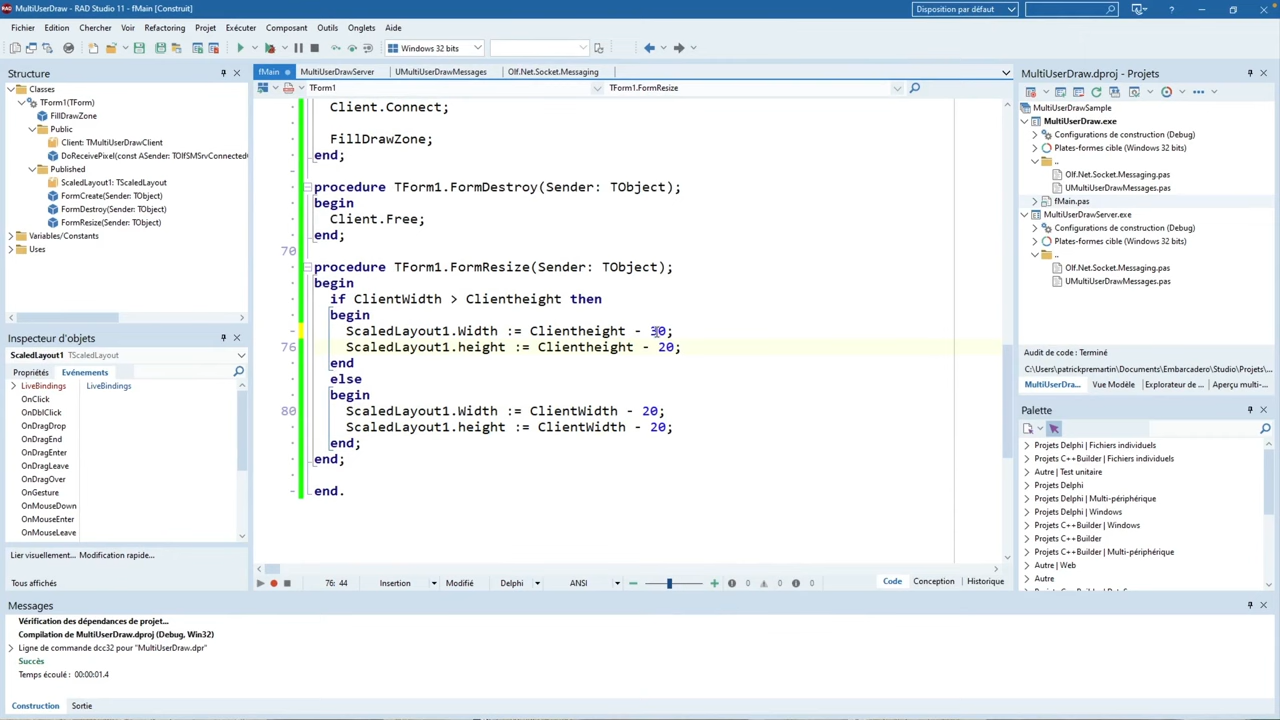 MultiUserDraw - RAD Studio 11 - fMain [Construit]
Disposition par défaut
Fichier Edition Chercher Voir Refactoring Projet Exécuter Composant Outils Onglets Aide
Windows 32 bits
Structure
Classes
TForm1(TForm)
FillDrawZone
Public
Client: TMultiUserDrawClient
DoReceivePixel(const ASender: TOlfSMSrvConnectedC
Published
ScaledLayout1: TScaledLayout
FormCreate(Sender: TObject)
FormDestroy(Sender: TObject)
FormResize(Sender: TObject)
Variables/Constants
Uses
Inspecteur d'objets
ScaledLayout1 TScaledLayout
Propriétés Evénements
LiveBindings LiveBindings
OnClick
OnDblClick
OnDragDrop
OnDragEnd
OnDragEnter
OnDragLeave
OnDragOver
OnGesture
OnMouseDown
OnMouseEnter
OnMouseLeave
Lier visuellement... Modification rapide...
Tous affichés
fMain MultiUserDrawServer UMultiUserDrawMessages Olf.Net.Socket.Messaging
TForm1 TForm1.FormResize
Client.Connect;
FillDrawZone;
end;
procedure TForm1.FormDestroy(Sender: TObject);
begin
Client.Free;
end;
70
procedure TForm1.FormResize(Sender: TObject);
begin
if ClientWidth > Clientheight then
begin
ScaledLayout1.Width := Clientheight - 30;
76 ScaledLayout1.height := Clientheight - 20;
end
else
begin
80 ScaledLayout1.Width := ClientWidth - 20;
ScaledLayout1.height := ClientWidth - 20;
end;
end;
end.
76: 44 Insertion Modifié Delphi ANSI 0 0 0 Code Conception Historique
MultiUserDraw.dproj - Projets
MultiUserDrawSample
MultiUserDraw.exe
Configurations de construction (Debug)
Plates-formes cible (Windows 32 bits)
..
Olf.Net.Socket.Messaging.pas
UMultiUserDrawMessages.pas
fMain.pas
MultiUserDrawServer.exe
Configurations de construction (Debug)
Plates-formes cible (Windows 32 bits)
..
Olf.Net.Socket.Messaging.pas
UMultiUserDrawMessages.pas
Audit de code : Terminé
C:\Users\patrickpremartin\Documents\Embarcadero\Studio\Projets\
MultiUserDra... Vue Modèle Explorateur de ... Aperçu multi-...
Palette
Projets Delphi | Fichiers individuels
Projets C++Builder | Fichiers individuels
Autre | Test unitaire
Projets Delphi
Projets Delphi | Multi-périphérique
Projets Delphi | Windows
Projets C++Builder | Windows
Projets C++Builder
Projets C++Builder | Multi-périphérique
Autre | Web
Autre
Messages
Vérification des dépendances de projet...
Compilation de MultiUserDraw.dproj (Debug, Win32)
Ligne de commande dcc32 pour "MultiUserDraw.dpr"
Succès
Temps écoulé : 00:00:01.4
Construction Sortie